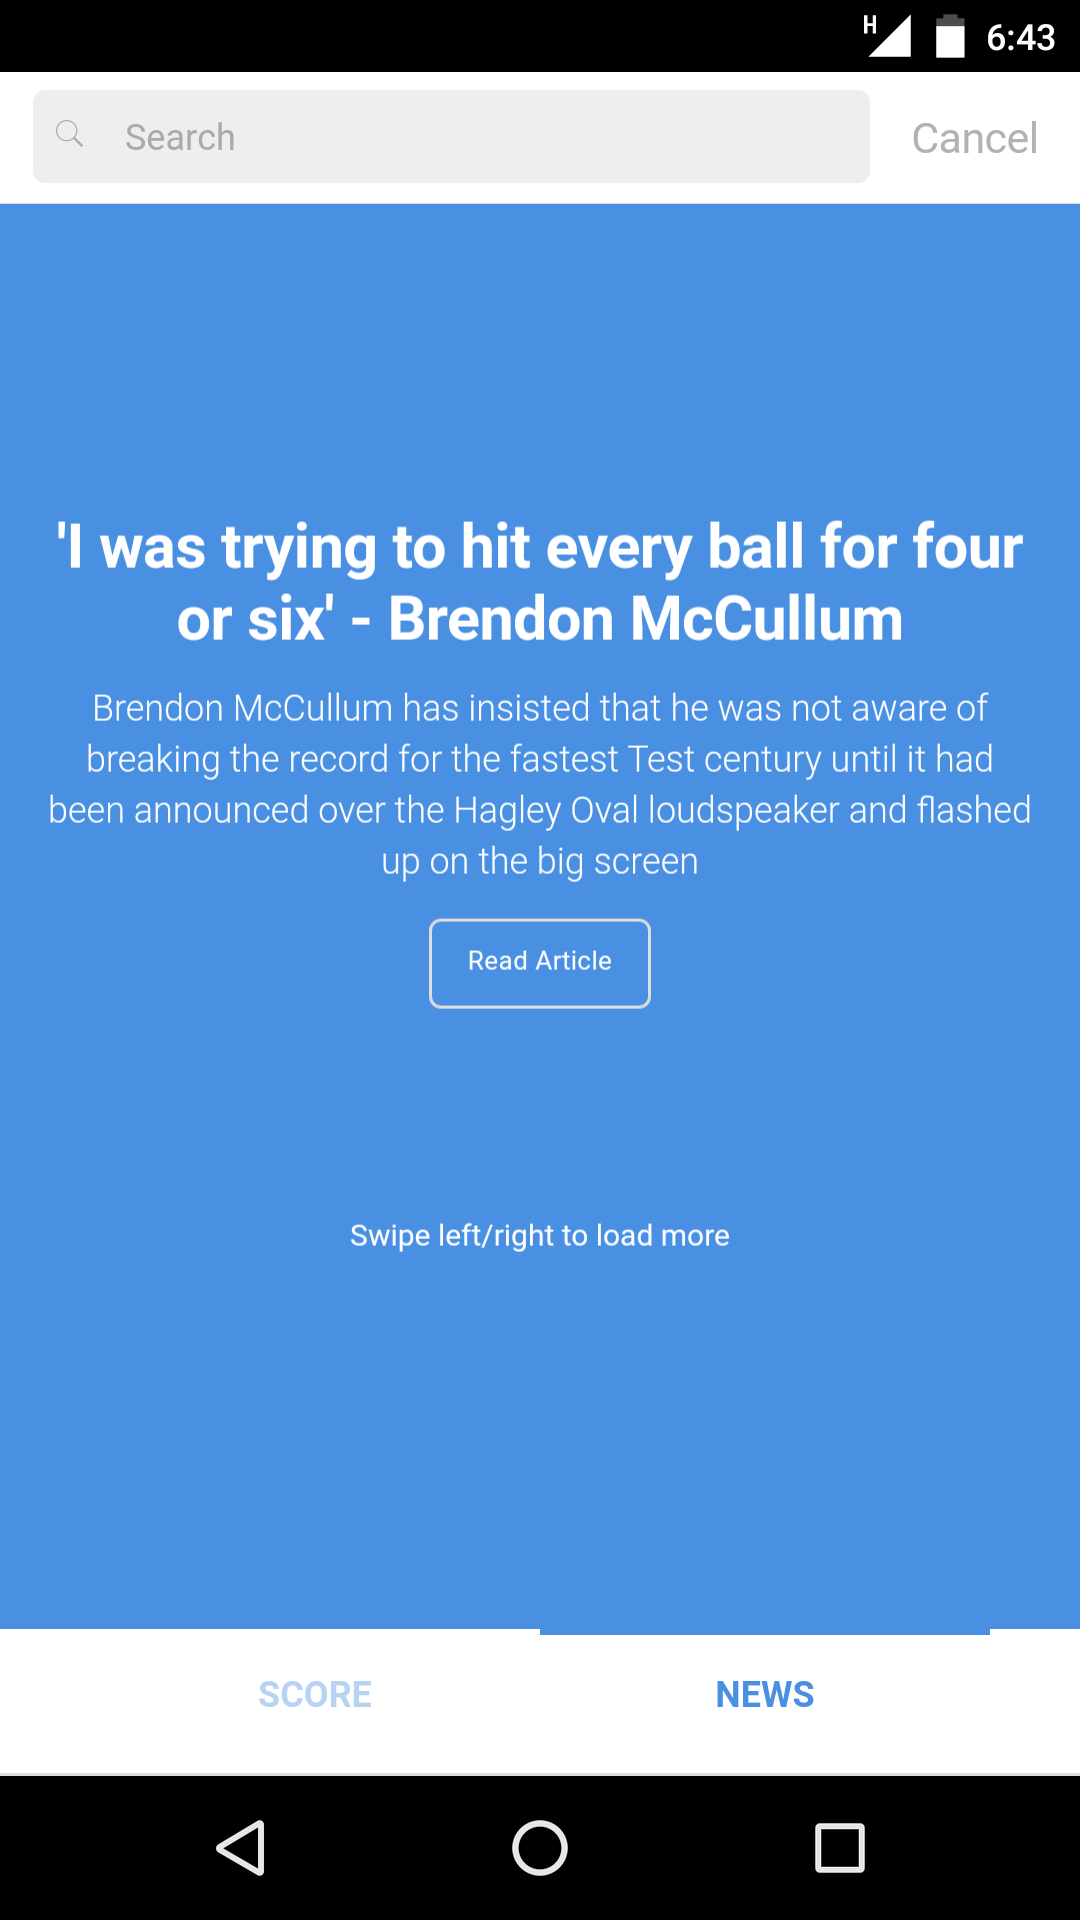 H 6:43
Search Cancel
'I was trying to hit every ball for four
or six' - Brendon McCullum
Brendon McCullum has insisted that he was not aware of
breaking the record for the fastest Test century until it had
been announced over the Hagley Oval loudspeaker and flashed
up on the big screen
Read Article
Swipe left/right to load more
SCORE NEWS